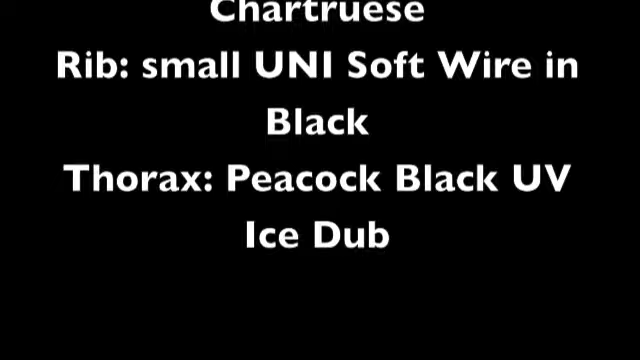 Chartruese
Rib: small UNI Soft Wire in
Black
Thorax: Peacock Black UV
Ice Dub